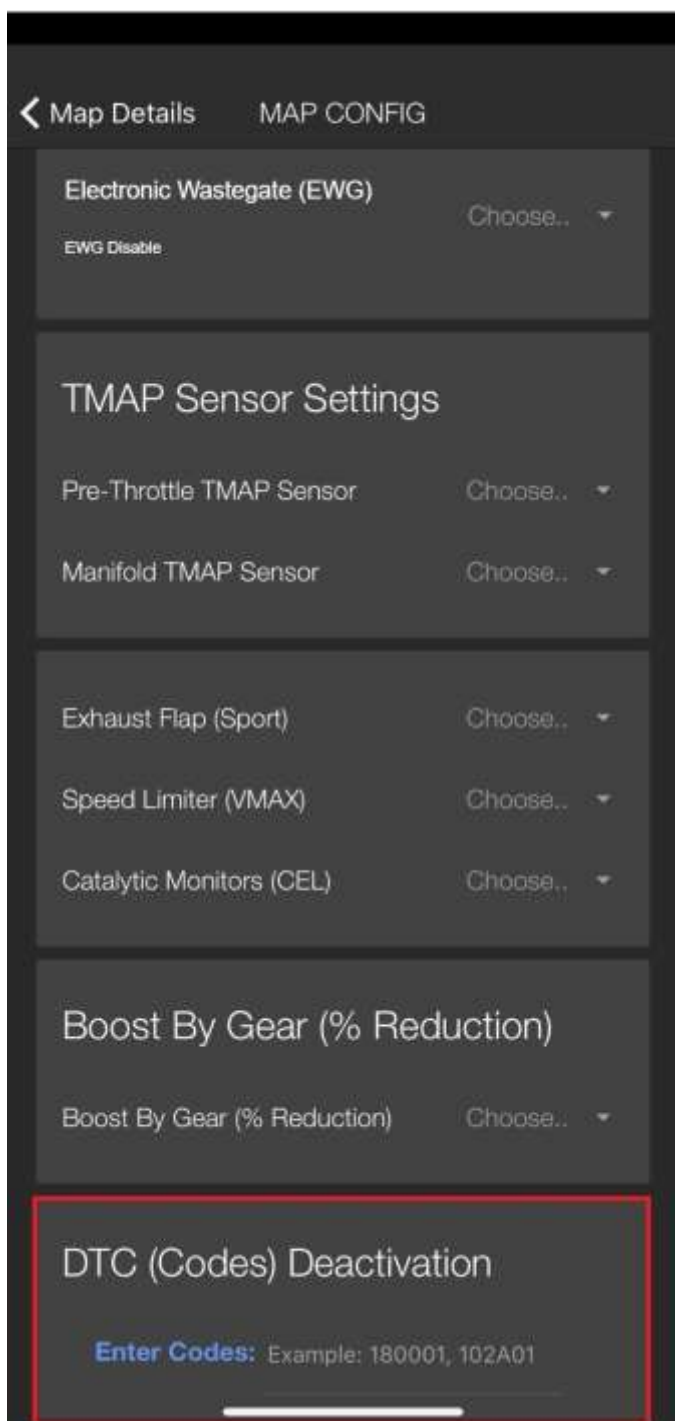 Map Details MAP CONFIG
Electronic Wastegate (EWG) Choose..
EWG Disable
TMAP Sensor Settings
Pre-Throttle TMAP Sensor Choose..
Manifold TMAP Sensor Choose..
Exhaust Flap (Sport) Choose..
Speed Limiter (VMAX) Choose..
Catalytic Monitors (CEL) Choose..
Boost By Gear (% Reduction)
Boost By Gear (% Reduction) Choose..
DTC (Codes) Deactivation
Enter Codes: Example: 180001, 102A01